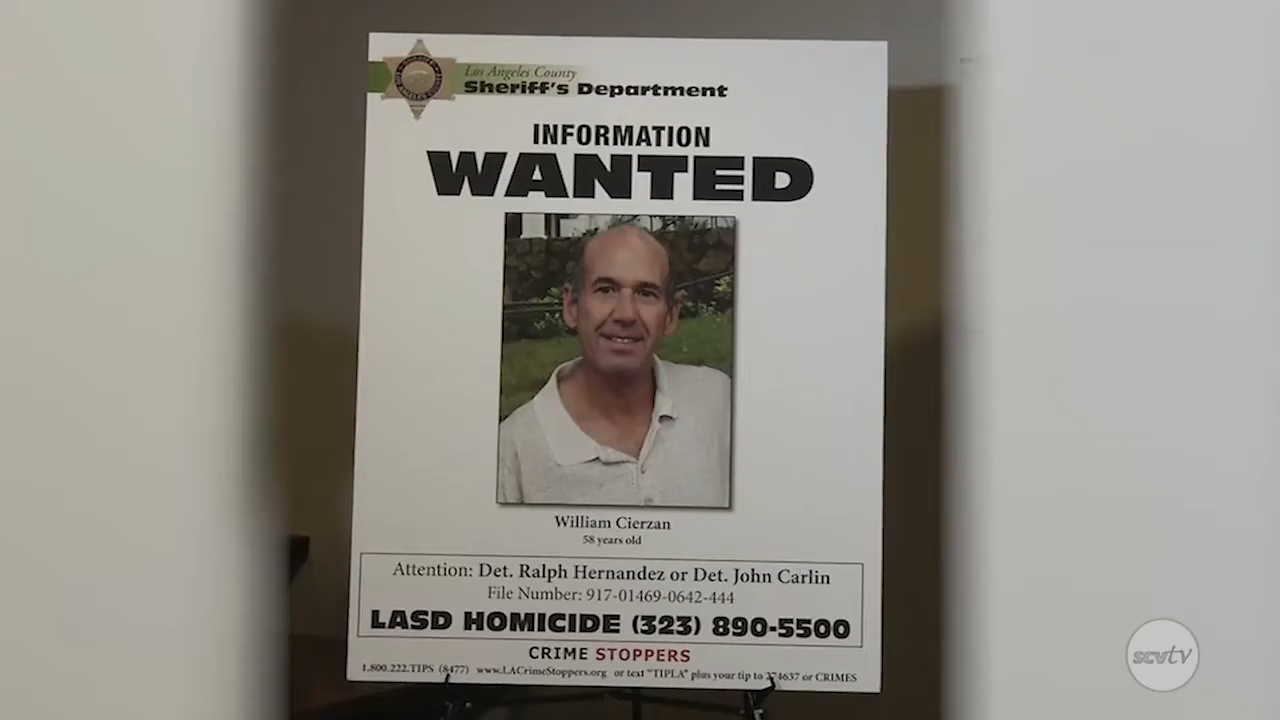 Los Angeles County
Sheriff's Department
INFORMATION
WANTED
William Cierzan
58 years old
Attention: Det. Ralph Hernandez or Det. John Carlin
File Number: 917-01469-0642-444
LASD HOMICIDE (323) 890-5500
CRIME STOPPERS
1.800.222.TIPS (8477) www.LACrimeStoppers.org or text "TIPLA" plus your tip to 274637 or CRIMES
scvtv